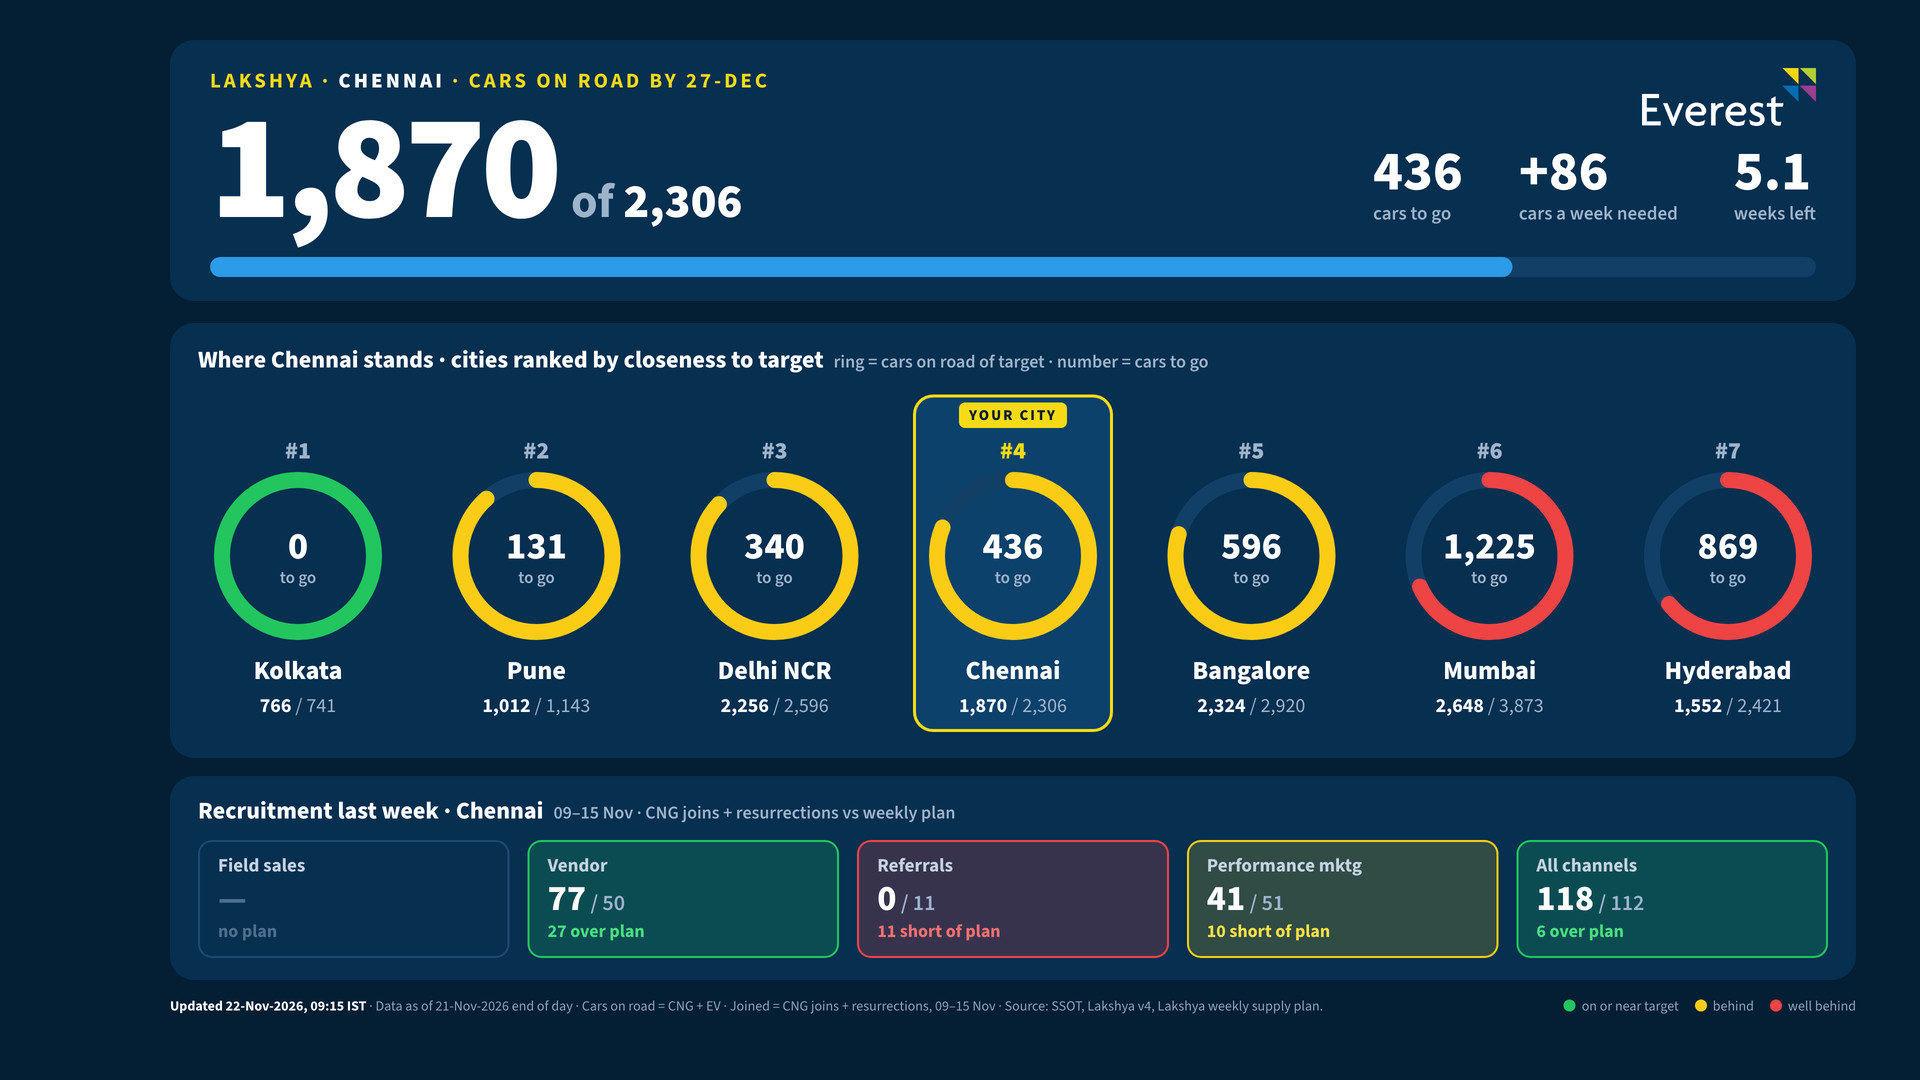 LAKSHYA · CHENNAI · CARS ON ROAD BY 27-DEC
Everest
1,870 of 2,306
436 +86 5.1
cars to go cars a week needed weeks left
Where Chennai stands · cities ranked by closeness to target ring = cars on road of target · number = cars to go
YOUR CITY
#1 #2 #3 #4 #5 #6 #7
0 131 340 436 596 1,225 869
to go to go to go to go to go to go to go
Kolkata Pune Delhi NCR Chennai Bangalore Mumbai Hyderabad
766 / 741 1,012 / 1,143 2,256 / 2,596 1,870 / 2,306 2,324 / 2,920 2,648 / 3,873 1,552 / 2,421
Recruitment last week · Chennai 09–15 Nov · CNG joins + resurrections vs weekly plan
Field sales Vendor Referrals Performance mktg All channels
— 77 / 50 0 / 11 41 / 51 118 / 112
no plan 27 over plan 11 short of plan 10 short of plan 6 over plan
Updated 22-Nov-2026, 09:15 IST · Data as of 21-Nov-2026 end of day · Cars on road = CNG + EV · Joined = CNG joins + resurrections, 09–15 Nov · Source: SSOT, Lakshya v4, Lakshya weekly supply plan. on or near target behind well behind